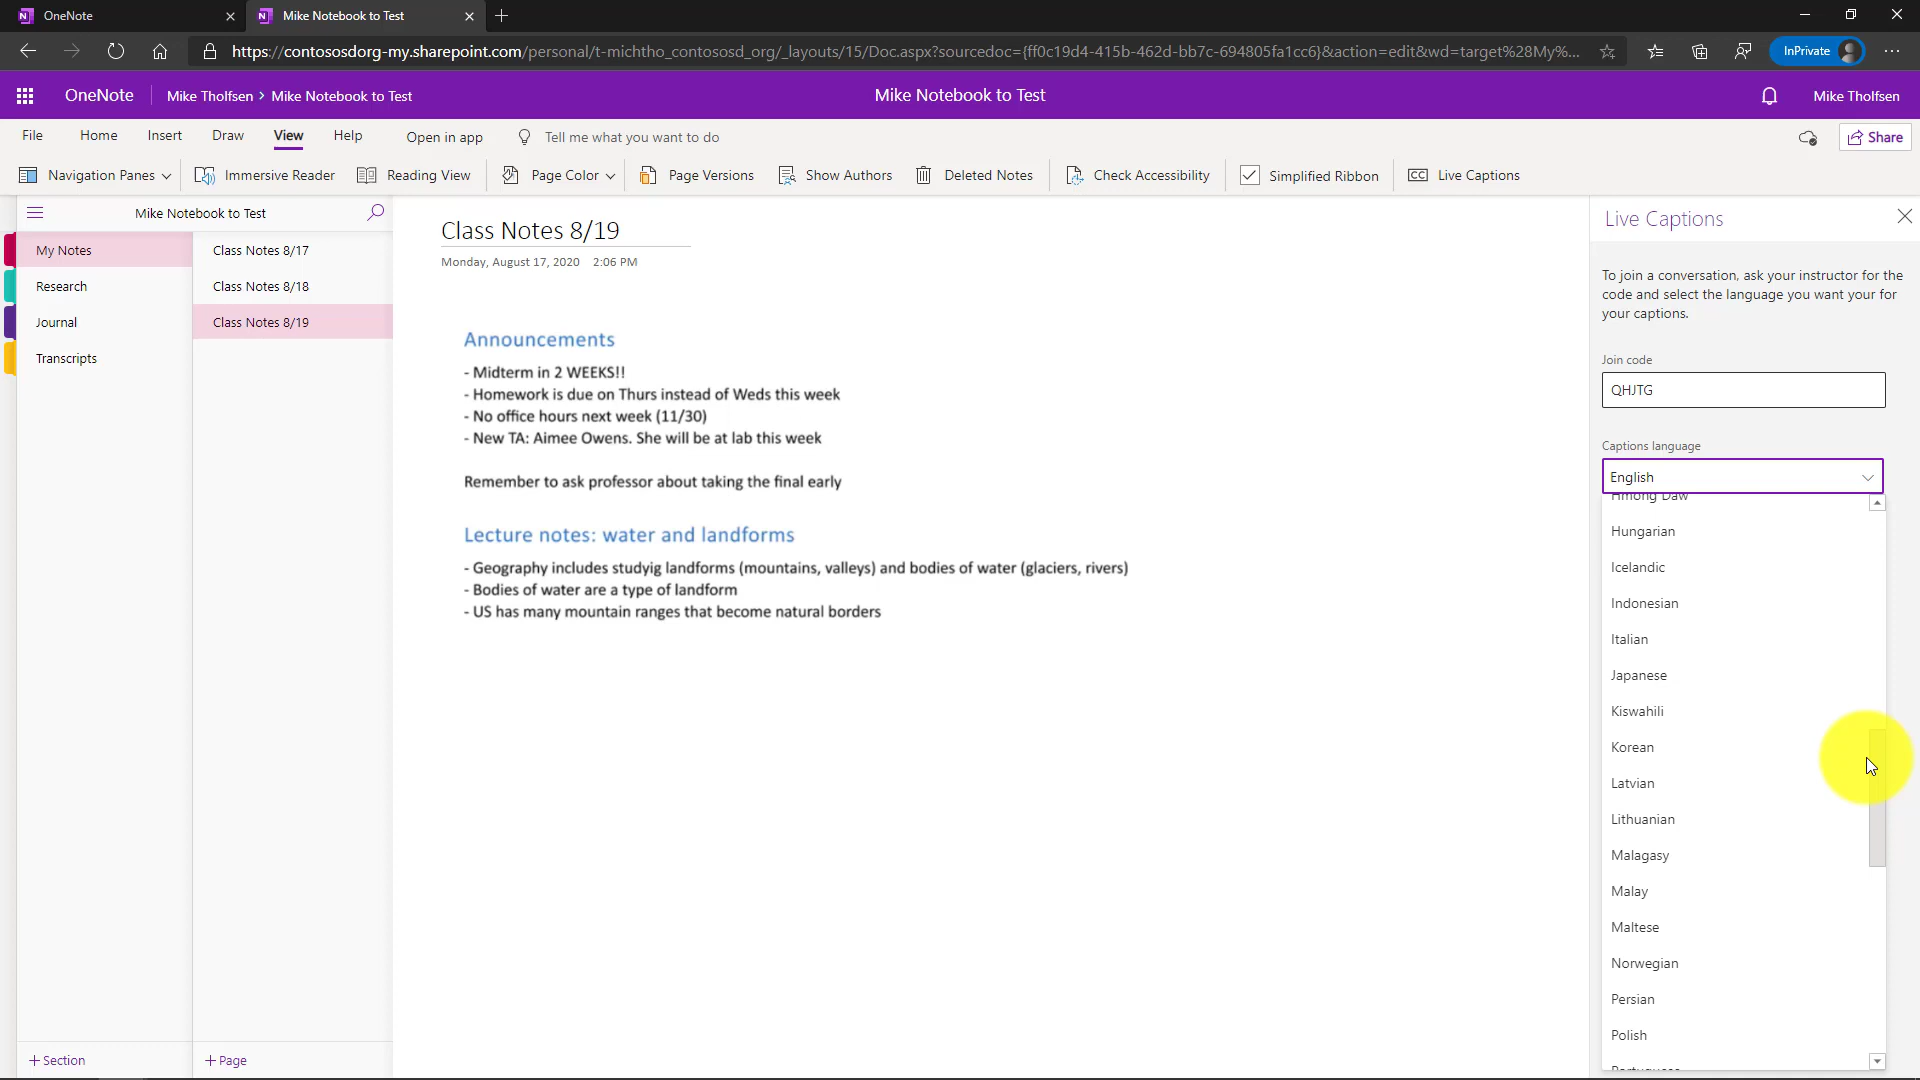 OneNote
Mike Notebook to Test
https://contososdorg-my.sharepoint.com/personal/t-michtho_contososd_org/_layouts/15/Doc.aspx?sourcedoc={ff0c19d4-415b-462d-bb7c-694805fa1cc6}&action=edit&wd=target%28My%...
InPrivate
OneNote
Mike Tholfsen › Mike Notebook to Test
Mike Notebook to Test
Mike Tholfsen
File Home Insert Draw View Help Open in app Tell me what you want to do
Share
Navigation Panes Immersive Reader Reading View Page Color Page Versions Show Authors Deleted Notes Check Accessibility Simplified Ribbon CC Live Captions
Mike Notebook to Test
My Notes
Research
Journal
Transcripts
+ Section
Class Notes 8/17
Class Notes 8/18
Class Notes 8/19
+ Page
Class Notes 8/19
Monday, August 17, 2020 2:06 PM
Announcements
- Midterm in 2 WEEKS!!
- Homework is due on Thurs instead of Weds this week
- No office hours next week (11/30)
- New TA: Aimee Owens. She will be at lab this week
Remember to ask professor about taking the final early
Lecture notes: water and landforms
- Geography includes studyig landforms (mountains, valleys) and bodies of water (glaciers, rivers)
- Bodies of water are a type of landform
- US has many mountain ranges that become natural borders
Live Captions
To join a conversation, ask your instructor for the
code and select the language you want your for
your captions.
Join code
QHJTG
Captions language
English
Hmong Daw
Hungarian
Icelandic
Indonesian
Italian
Japanese
Kiswahili
Korean
Latvian
Lithuanian
Malagasy
Malay
Maltese
Norwegian
Persian
Polish